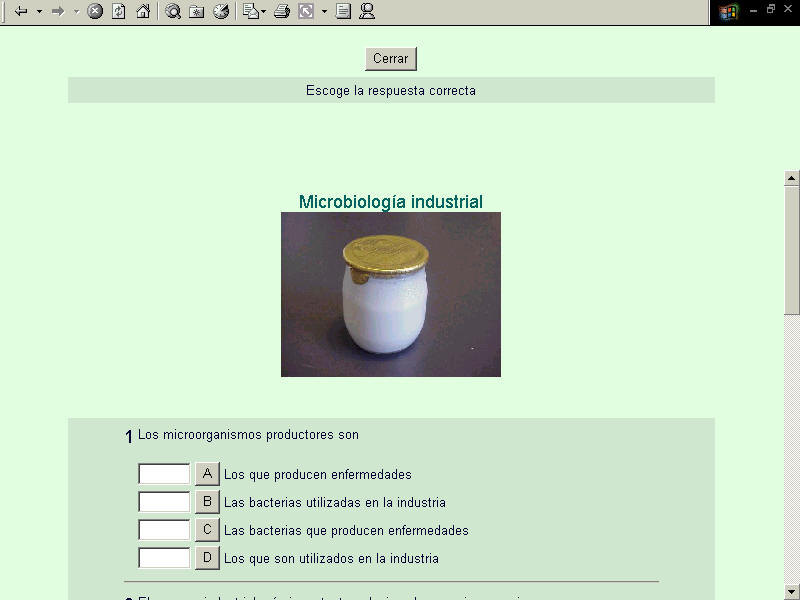 Cerrar
Escoge la respuesta correcta
Microbiología industrial
1 Los microorganismos productores son
A Los que producen enfermedades
B Las bacterias utilizadas en la industria
C Las bacterias que producen enfermedades
D Los que son utilizados en la industria